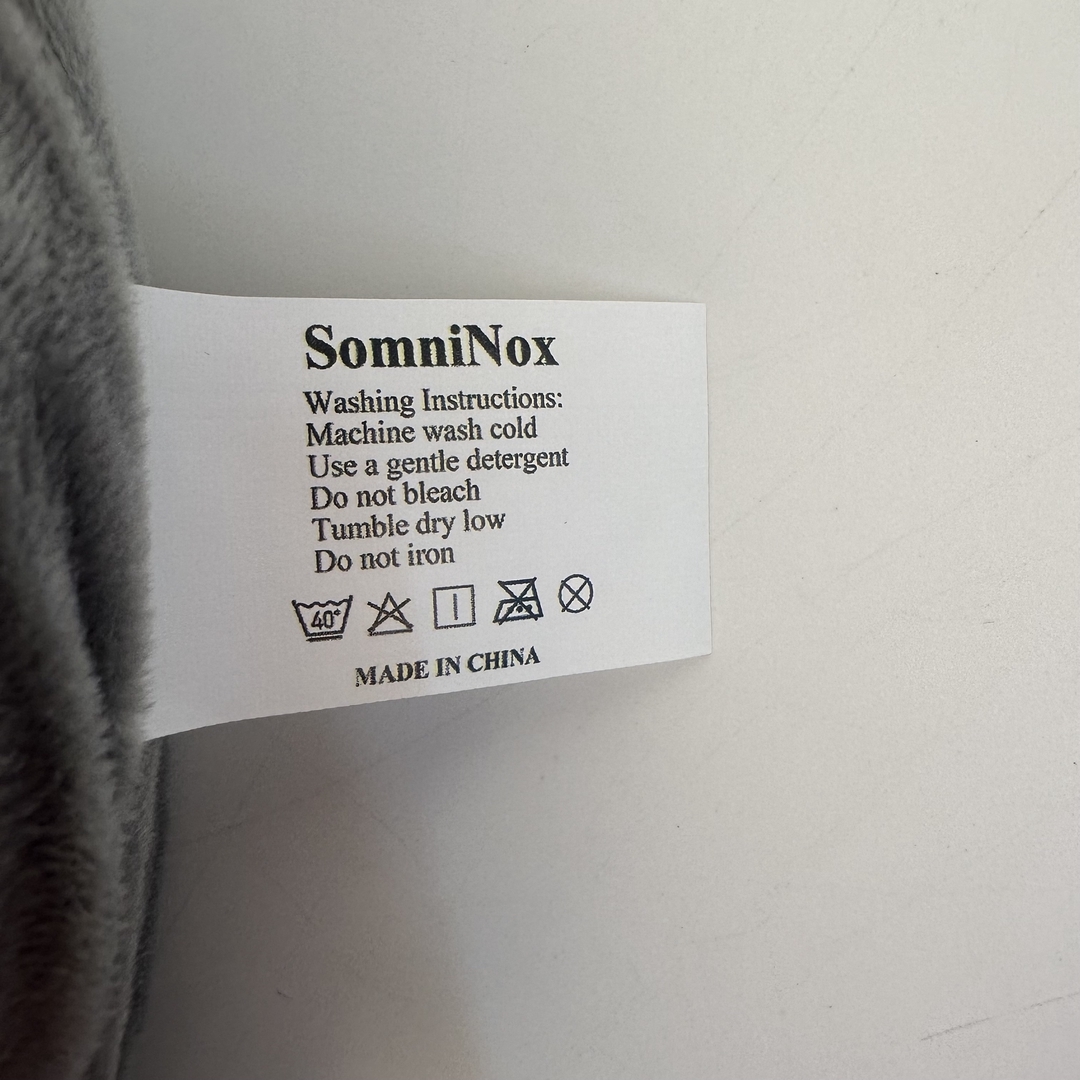 SomniNox
Washing Instructions:
Machine wash cold
Use a gentle detergent
Do not bleach
Tumble dry low
Do not iron
40°
MADE IN CHINA